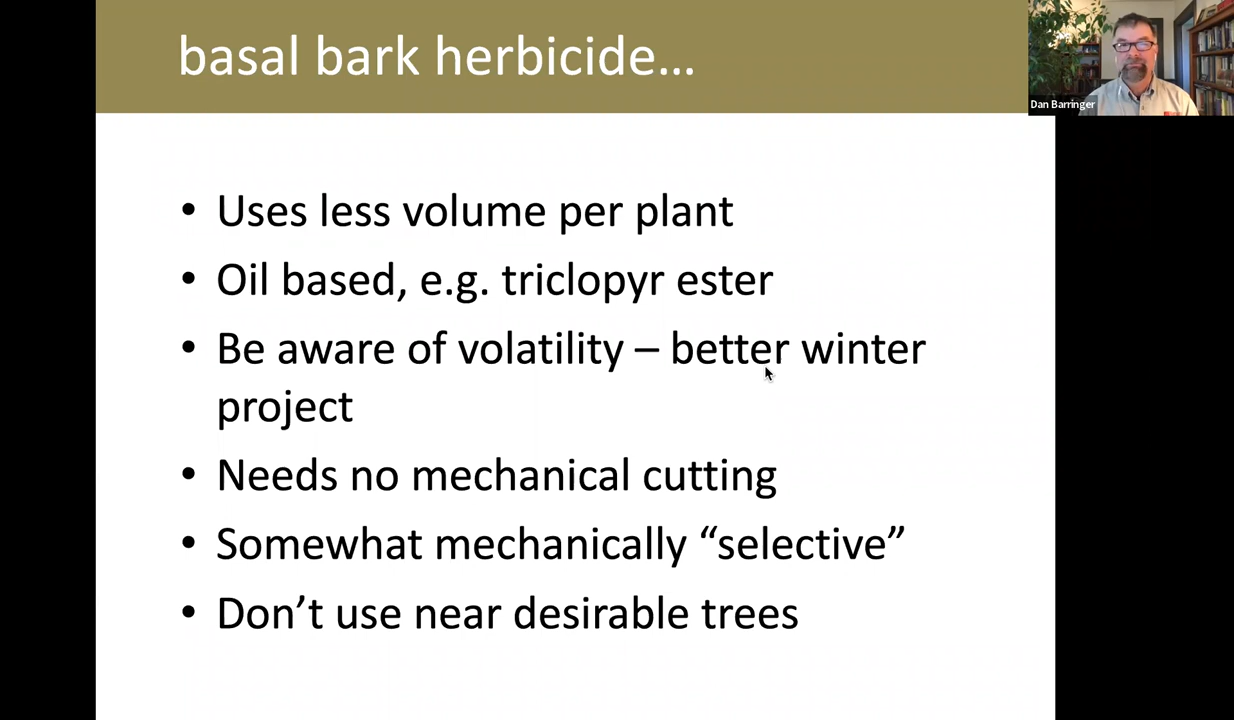 basal bark herbicide…
Dan Barringer
• Uses less volume per plant
• Oil based, e.g. triclopyr ester
• Be aware of volatility – better winter
project
• Needs no mechanical cutting
• Somewhat mechanically “selective”
• Don’t use near desirable trees